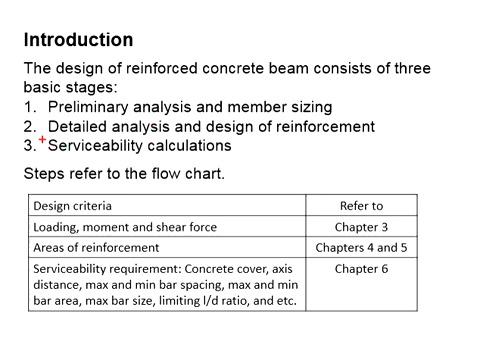 Introduction
The design of reinforced concrete beam consists of three
basic stages:
1. Preliminary analysis and member sizing
2. Detailed analysis and design of reinforcement
3. Serviceability calculations
Steps refer to the flow chart.
Design criteria Refer to
Loading, moment and shear force Chapter 3
Areas of reinforcement Chapters 4 and 5
Serviceability requirement: Concrete cover, axis Chapter 6
distance, max and min bar spacing, max and min
bar area, max bar size, limiting l/d ratio, and etc.